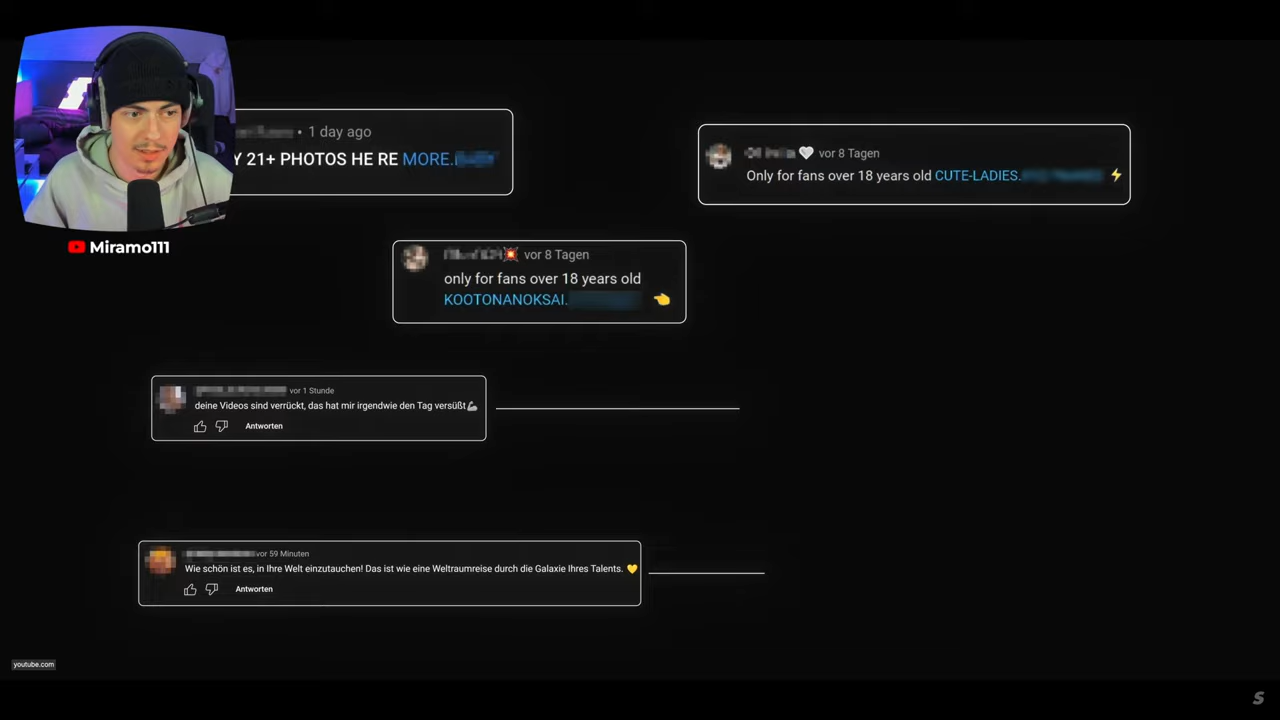 1 day ago
Y 21+ PHOTOS HE RE MORE.
vor 8 Tagen
Only for fans over 18 years old CUTE-LADIES.
Miramo111
vor 8 Tagen
only for fans over 18 years old
KOOTONANOKSAI.
vor 1 Stunde
deine Videos sind verrückt, das hat mir irgendwie den Tag versüßt
Antworten
vor 59 Minuten
Wie schön ist es, in Ihre Welt einzutauchen! Das ist wie eine Weltraumreise durch die Galaxie Ihres Talents.
Antworten
youtube.com
S